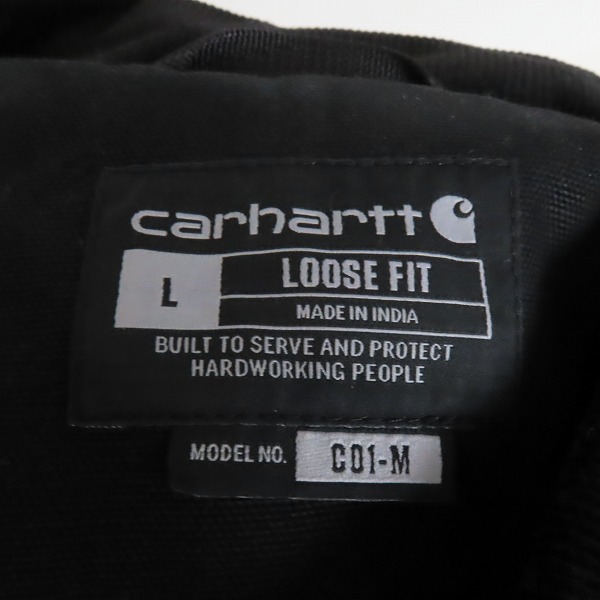 carhartt
L
LOOSE FIT
MADE IN INDIA
BUILT TO SERVE AND PROTECT
HARDWORKING PEOPLE
MODEL NO. C01-M